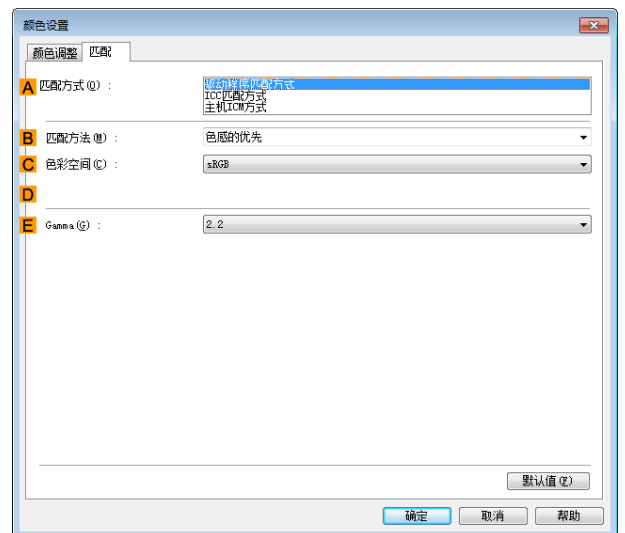 颜色设置
颜色调整 匹配
A 匹配方式(Q) :
驱动程序匹配方式
ICC匹配方式
主机ICM方式
B 匹配方法(M) : 色感的优先
C 色彩空间(C) : sRGB
D
E Gamma(G) : 2.2
默认值(F)
确定 取消 帮助